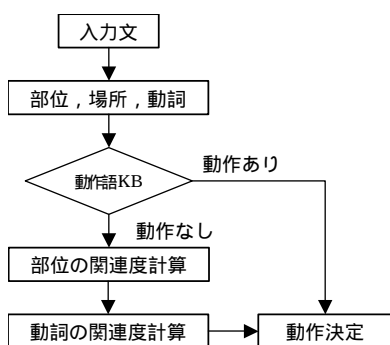 入力文
部位，場所，動詞
動作語KB
動作あり
動作なし
部位の関連度計算
動詞の関連度計算
動作決定